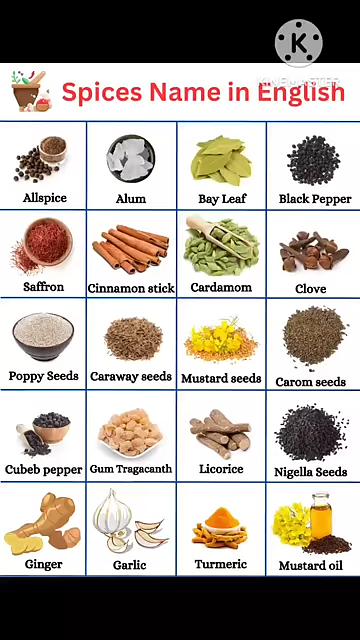 KINEMASTER
Spices Name in English
Allspice
Alum
Bay Leaf
Black Pepper
Saffron
Cinnamon stick
Cardamom
Clove
Poppy Seeds
Caraway seeds
Mustard seeds
Carom seeds
Cubeb pepper
Gum Tragacanth
Licorice
Nigella Seeds
Ginger
Garlic
Turmeric
Mustard oil